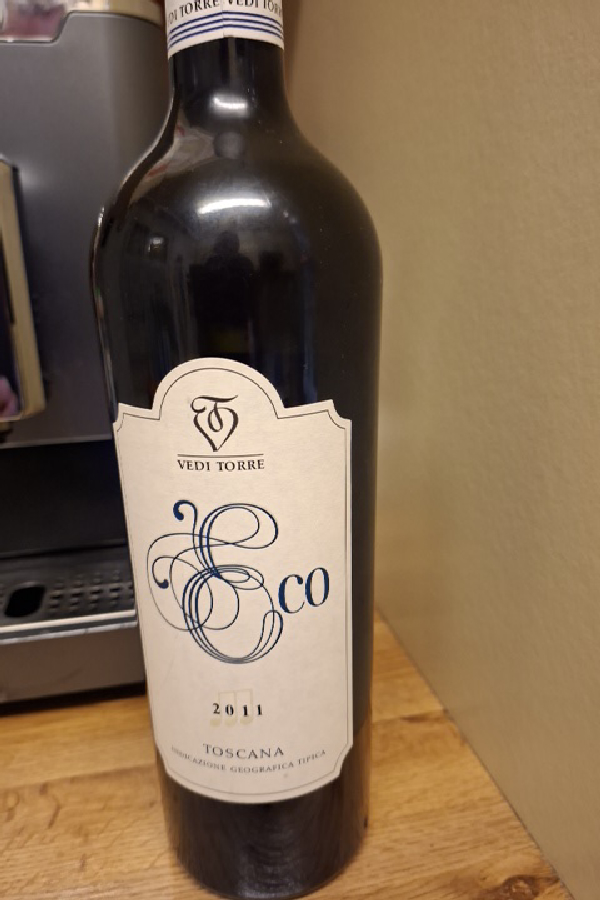 VEDI TORRE VEDI TORRE
VEDI TORRE
Eco
2011
TOSCANA
INDICAZIONE GEOGRAFICA TIPICA